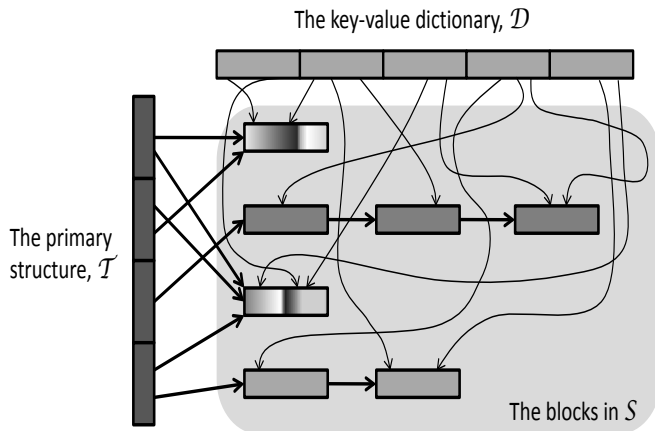 The key-value dictionary, 𝒟
The primary
structure, 𝒯
The blocks in 𝒮